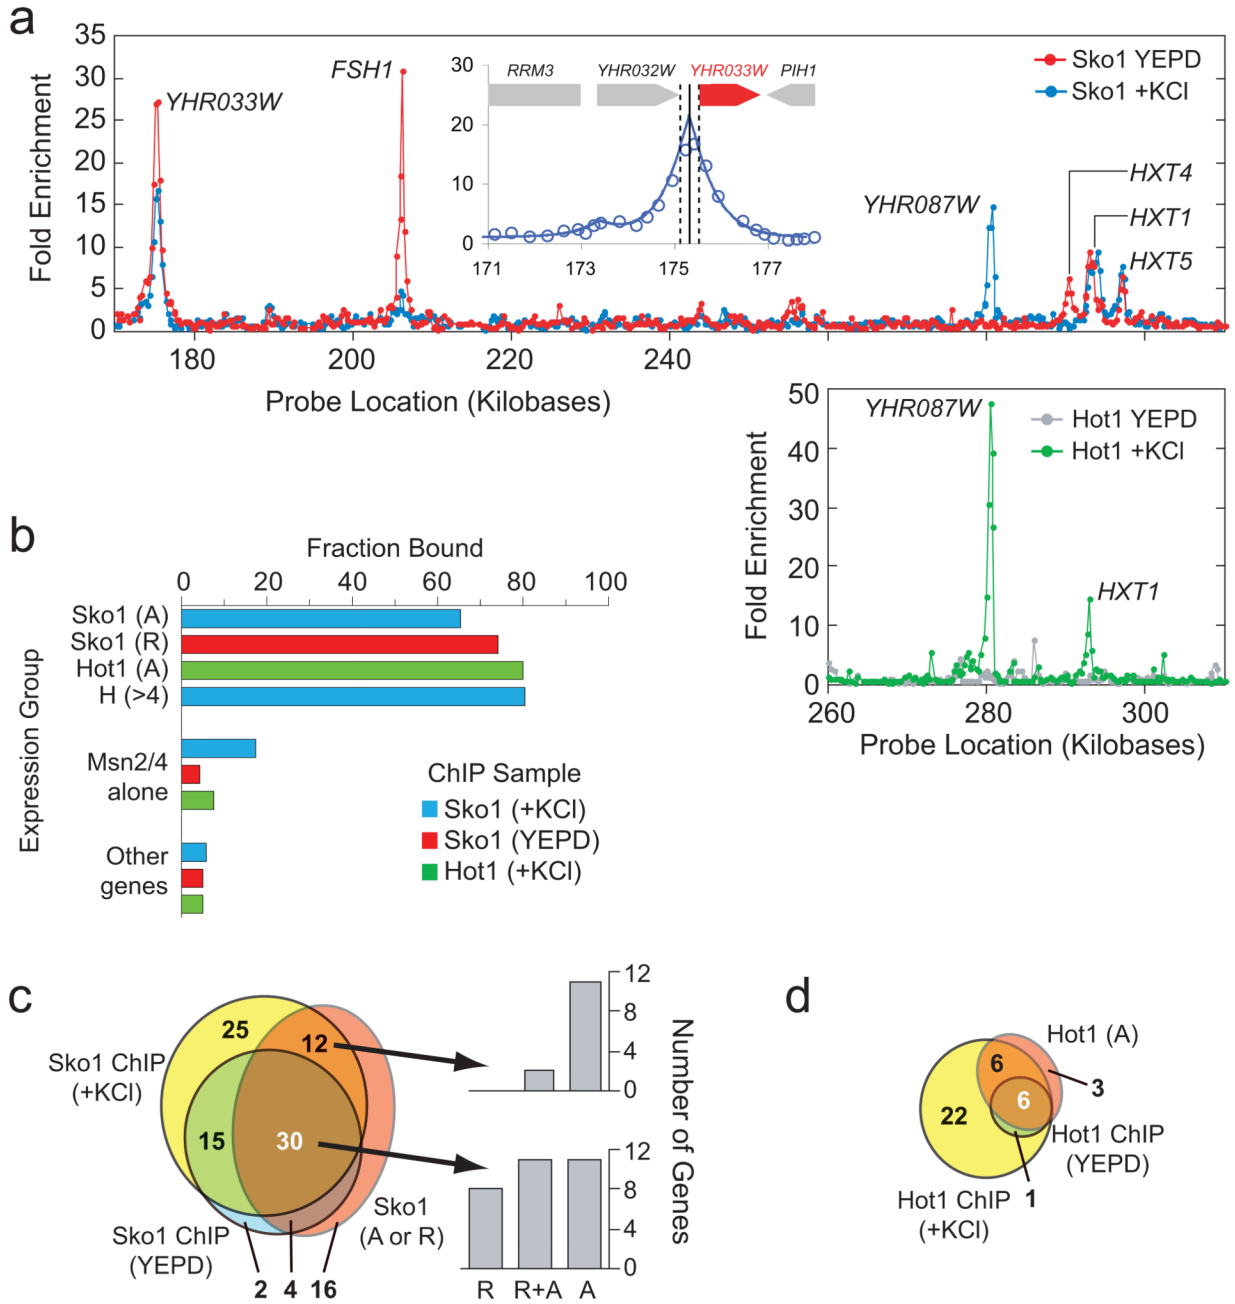 a
Fold Enrichment
35
30
25
20
15
10
5
0
YHR033W
FSH1
30
20
10
0
RRM3 YHR032W YHR033W PIH1
171 173 175 177
Sko1 YEPD
Sko1 +KCl
YHR087W
HXT4
HXT1
HXT5
180 200 220 240
Probe Location (Kilobases)
Fold Enrichment
50
40
30
20
10
0
YHR087W
Hot1 YEPD
Hot1 +KCl
HXT1
260 280 300
Probe Location (Kilobases)
b
Fraction Bound
0 20 40 60 80 100
Expression Group
Sko1 (A)
Sko1 (R)
Hot1 (A)
H (>4)
Msn2/4
alone
Other
genes
ChIP Sample
Sko1 (+KCl)
Sko1 (YEPD)
Hot1 (+KCl)
c
Sko1 ChIP
(+KCl)
25
12
15
30
Sko1 ChIP
(YEPD)
Sko1
(A or R)
2 4 16
12
8
4
0
12
8
4
0
Number of Genes
R R+A A
d
Hot1 (A)
6
3
6
22
Hot1 ChIP
(YEPD)
Hot1 ChIP
(+KCl)
1